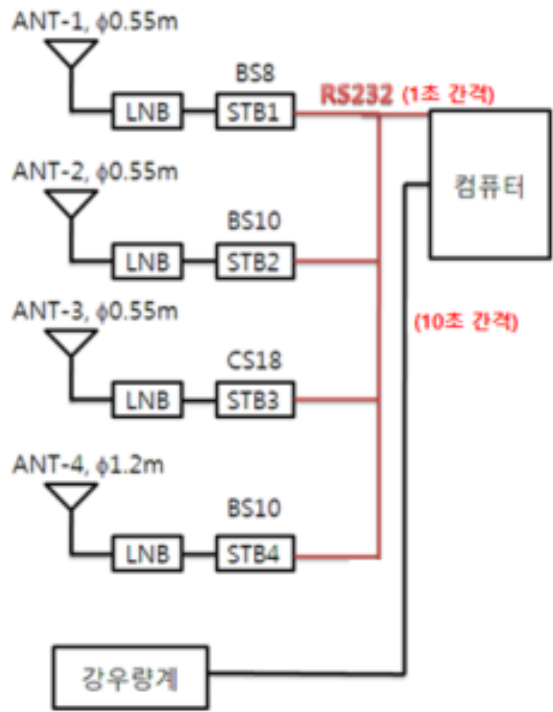 ANT-1, ϕ0.55m
BS8
RS232 (1초 간격)
LNB
STB1
컴퓨터
ANT-2, ϕ0.55m
BS10
LNB
STB2
ANT-3, ϕ0.55m
(10초 간격)
CS18
LNB
STB3
ANT-4, ϕ1.2m
BS10
LNB
STB4
강우량계